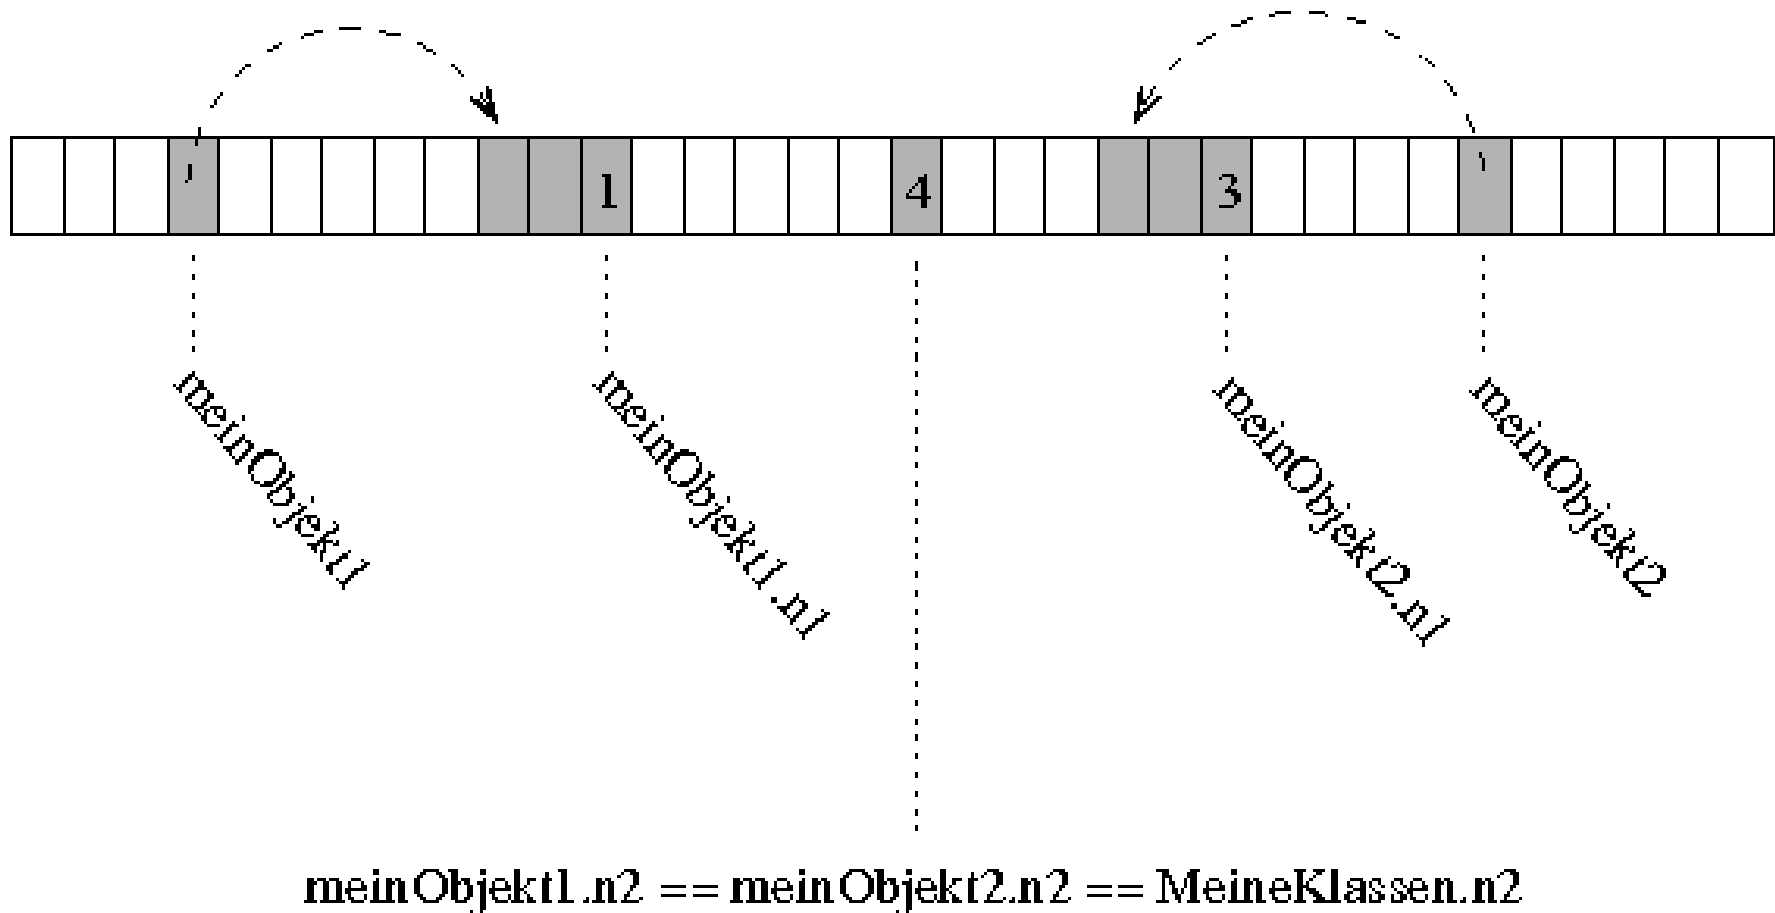 1 4 3
meinObjekt1
meinObjekt1.n1
meinObjekt2.n1
meinObjekt2
meinObjekt1.n2 == meinObjekt2.n2 == MeineKlassen.n2